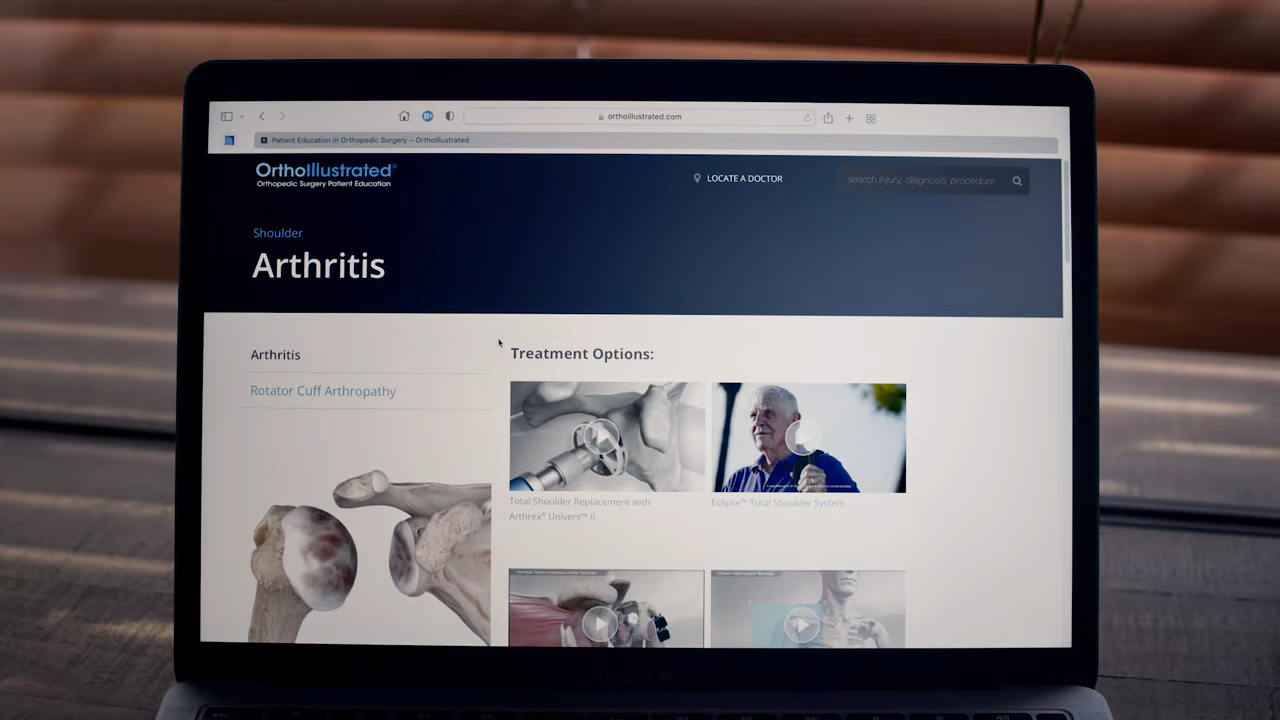 orthoillustrated.com
Patient Education in Orthopedic Surgery – OrthoIllustrated
OrthoIllustrated®
Orthopedic Surgery Patient Education
LOCATE A DOCTOR
search injury, diagnosis, procedure
Shoulder
Arthritis
Arthritis
Rotator Cuff Arthropathy
Treatment Options:
Total Shoulder Replacement with
Arthrex® Univers™ II
Eclipse™ Total Shoulder System